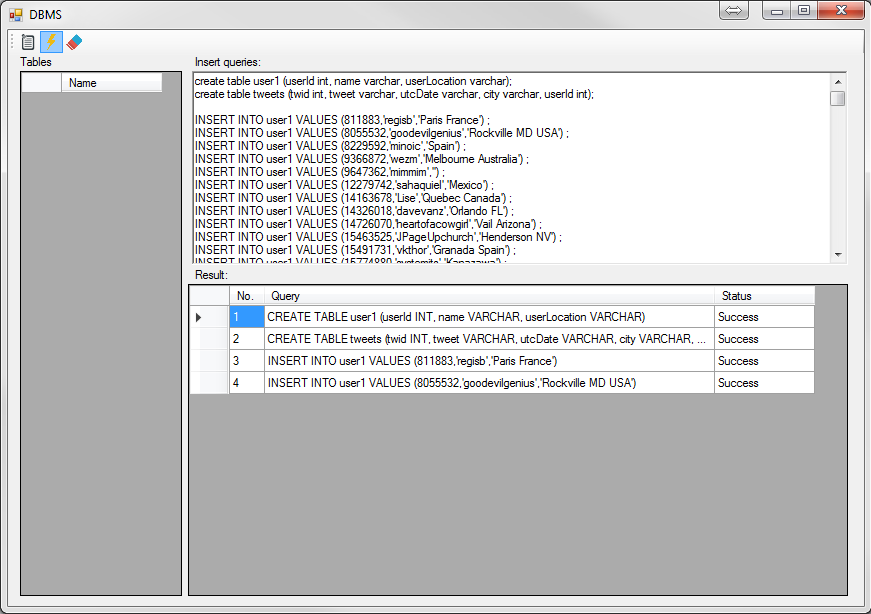 DBMS
Tables
Name
Insert queries:
create table user1 (userId int, name varchar, userLocation varchar);
create table tweets (twid int, tweet varchar, utcDate varchar, city varchar, userId int);
INSERT INTO user1 VALUES (811883,'regisb','Paris France') ;
INSERT INTO user1 VALUES (8055532,'goodevilgenius','Rockville MD USA') ;
INSERT INTO user1 VALUES (8229592,'minoic','Spain') ;
INSERT INTO user1 VALUES (9366872,'wezm','Melbourne Australia') ;
INSERT INTO user1 VALUES (9647362,'mimmim','') ;
INSERT INTO user1 VALUES (12279742,'sahaquiel','Mexico') ;
INSERT INTO user1 VALUES (14163678,'Lise','Quebec Canada') ;
INSERT INTO user1 VALUES (14326018,'davevanz','Orlando FL') ;
INSERT INTO user1 VALUES (14726070,'heartofacowgirl','Vail Arizona') ;
INSERT INTO user1 VALUES (15463525,'JPageUpchurch','Henderson NV') ;
INSERT INTO user1 VALUES (15491731,'vkthor','Granada Spain') ;
INSERT INTO user1 VALUES
Result:
No. Query Status
1 CREATE TABLE user1 (userId INT, name VARCHAR, userLocation VARCHAR) Success
2 CREATE TABLE tweets (twid INT, tweet VARCHAR, utcDate VARCHAR, city VARCHAR, ... Success
3 INSERT INTO user1 VALUES (811883,'regisb','Paris France') Success
4 INSERT INTO user1 VALUES (8055532,'goodevilgenius','Rockville MD USA') Success